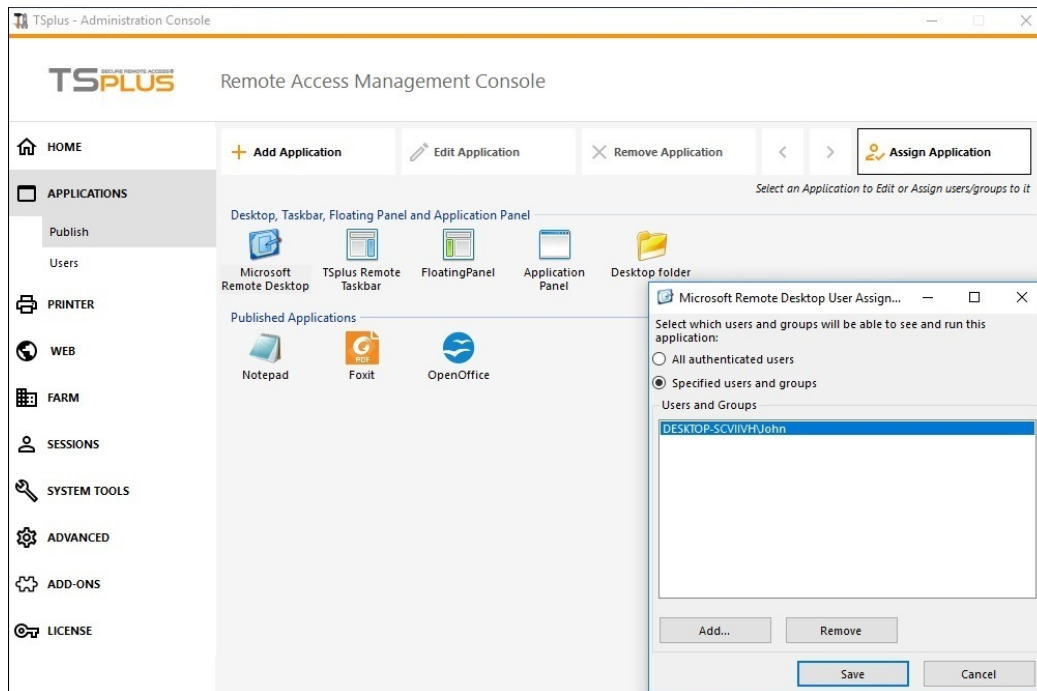 TSplus - Administration Console
TSPLUS
SECURE REMOTE ACCESS®
Remote Access Management Console
HOME
APPLICATIONS
Publish
Users
PRINTER
WEB
FARM
SESSIONS
SYSTEM TOOLS
ADVANCED
ADD-ONS
LICENSE
Add Application
Edit Application
Remove Application
Assign Application
Select an Application to Edit or Assign users/groups to it
Desktop, Taskbar, Floating Panel and Application Panel
Microsoft
Remote Desktop
TSplus Remote
Taskbar
FloatingPanel
Application
Panel
Desktop folder
Published Applications
Notepad
PDF
Foxit
OpenOffice
Microsoft Remote Desktop User Assign...
Select which users and groups will be able to see and run this
application:
All authenticated users
Specified users and groups
Users and Groups
DESKTOP-SCVIIVH\John
Add...
Remove
Save
Cancel